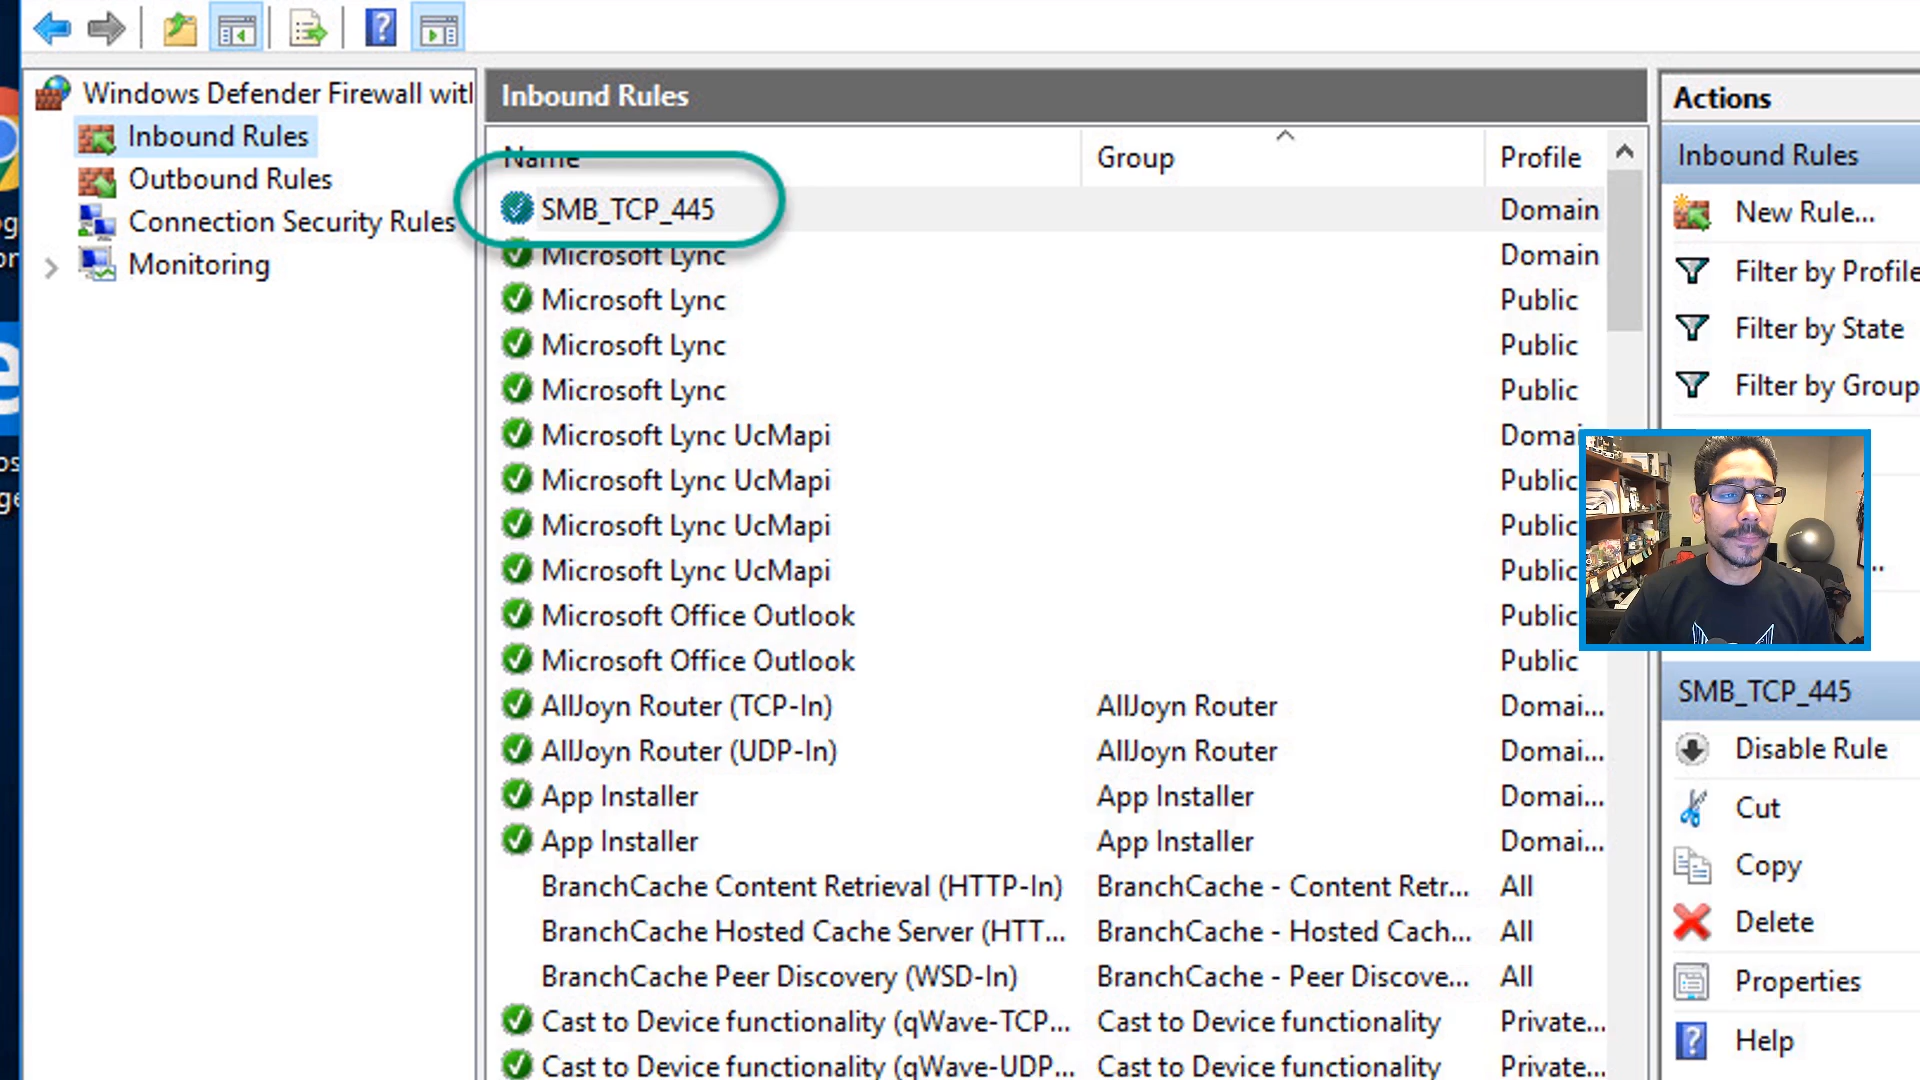 Windows Defender Firewall witl
Inbound Rules
Outbound Rules
Connection Security Rules
Monitoring
Inbound Rules
Name Group Profile
SMB_TCP_445 Domain
Microsoft Lync Domain
Microsoft Lync Public
Microsoft Lync Public
Microsoft Lync Public
Microsoft Lync UcMapi Domai
Microsoft Lync UcMapi Public
Microsoft Lync UcMapi Public
Microsoft Lync UcMapi Public
Microsoft Office Outlook Public
Microsoft Office Outlook Public
AllJoyn Router (TCP-In) AllJoyn Router Domai...
AllJoyn Router (UDP-In) AllJoyn Router Domai...
App Installer App Installer Domai...
App Installer App Installer Domai...
BranchCache Content Retrieval (HTTP-In) BranchCache - Content Retr... All
BranchCache Hosted Cache Server (HTT... BranchCache - Hosted Cach... All
BranchCache Peer Discovery (WSD-In) BranchCache - Peer Discove... All
Cast to Device functionality (qWave-TCP... Cast to Device functionality Private...
Cast to Device functionality (qWave-UDP... Cast to Device functionality Private...
Actions
Inbound Rules
New Rule...
Filter by Profile
Filter by State
Filter by Group
SMB_TCP_445
Disable Rule
Cut
Copy
Delete
Properties
Help